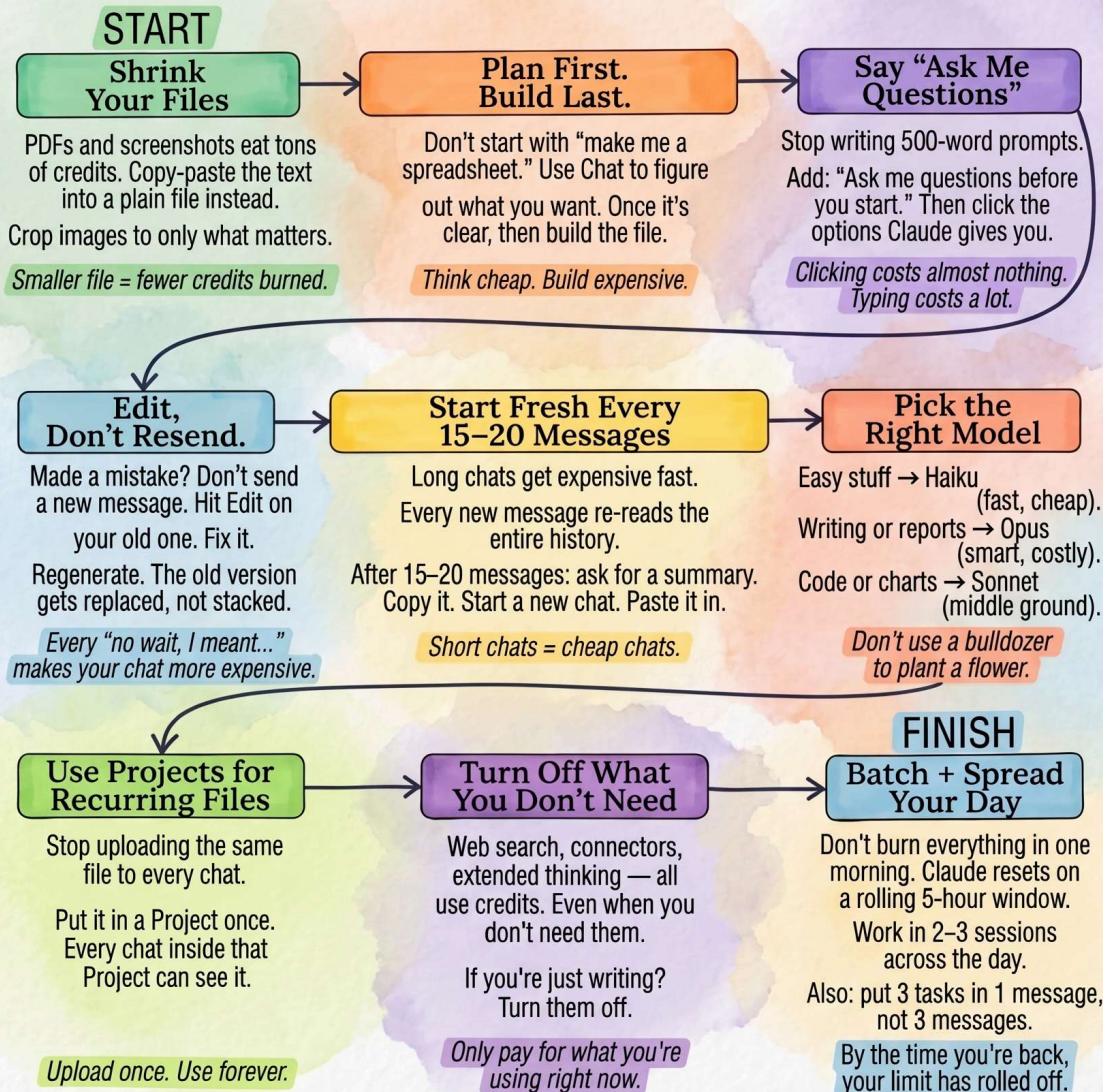 START
Shrink
Your Files
PDFs and screenshots eat tons
of credits. Copy-paste the text
into a plain file instead.
Crop images to only what matters.
Smaller file = fewer credits burned.
Plan First.
Build Last.
Don't start with “make me a
spreadsheet.” Use Chat to figure
out what you want. Once it's
clear, then build the file.
Think cheap. Build expensive.
Say “Ask Me
Questions”
Stop writing 500-word prompts.
Add: “Ask me questions before
you start.” Then click the
options Claude gives you.
Clicking costs almost nothing.
Typing costs a lot.
Edit,
Don't Resend.
Made a mistake? Don't send
a new message. Hit Edit on
your old one. Fix it.
Regenerate. The old version
gets replaced, not stacked.
Every “no wait, I meant...”
makes your chat more expensive.
Start Fresh Every
15–20 Messages
Long chats get expensive fast.
Every new message re-reads the
entire history.
After 15–20 messages: ask for a summary.
Copy it. Start a new chat. Paste it in.
Short chats = cheap chats.
Pick the
Right Model
Easy stuff → Haiku
(fast, cheap).
Writing or reports → Opus
(smart, costly).
Code or charts → Sonnet
(middle ground).
Don't use a bulldozer
to plant a flower.
Use Projects for
Recurring Files
Stop uploading the same
file to every chat.
Put it in a Project once.
Every chat inside that
Project can see it.
Upload once. Use forever.
Turn Off What
You Don't Need
Web search, connectors,
extended thinking — all
use credits. Even when you
don't need them.
If you're just writing?
Turn them off.
Only pay for what you're
using right now.
FINISH
Batch + Spread
Your Day
Don't burn everything in one
morning. Claude resets on
a rolling 5-hour window.
Work in 2–3 sessions
across the day.
Also: put 3 tasks in 1 message,
not 3 messages.
By the time you're back,
your limit has rolled off.